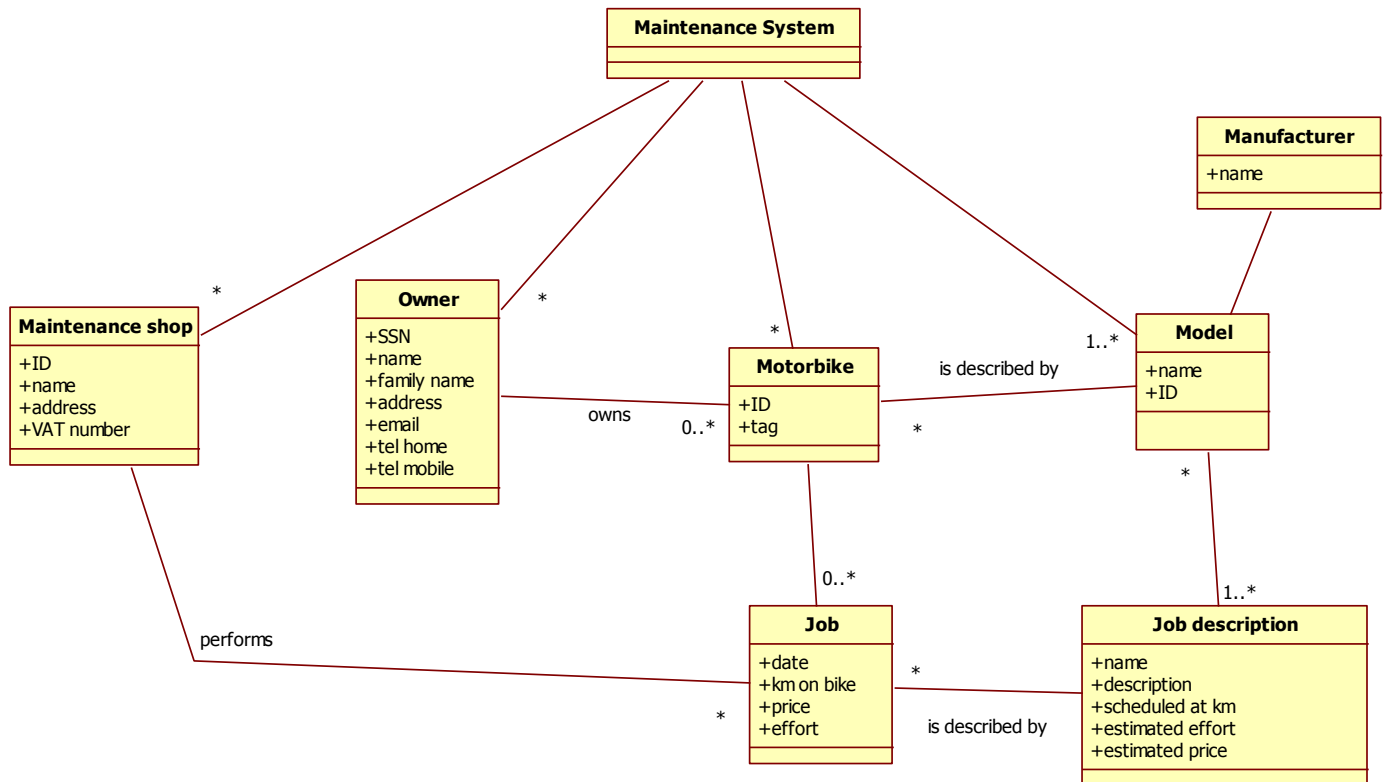 Maintenance System
Manufacturer
+name
*
Maintenance shop
+ID
+name
+address
+VAT number
Owner
+SSN
+name
+family name
+address
+email
+tel home
+tel mobile
*
owns
0..*
*
Motorbike
+ID
+tag
is described by
*
1..*
Model
+name
+ID
*
performs
*
0..*
Job
+date
+km on bike
+price
+effort
*
is described by
1..*
Job description
+name
+description
+scheduled at km
+estimated effort
+estimated price